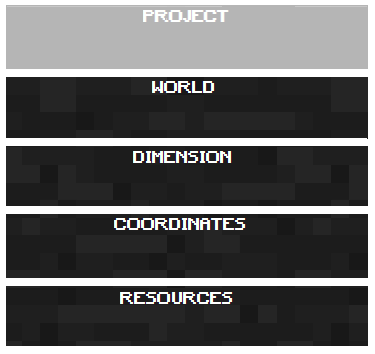 PROJECT
WORLD
DIMENSION
COORDINATES
RESOURCES